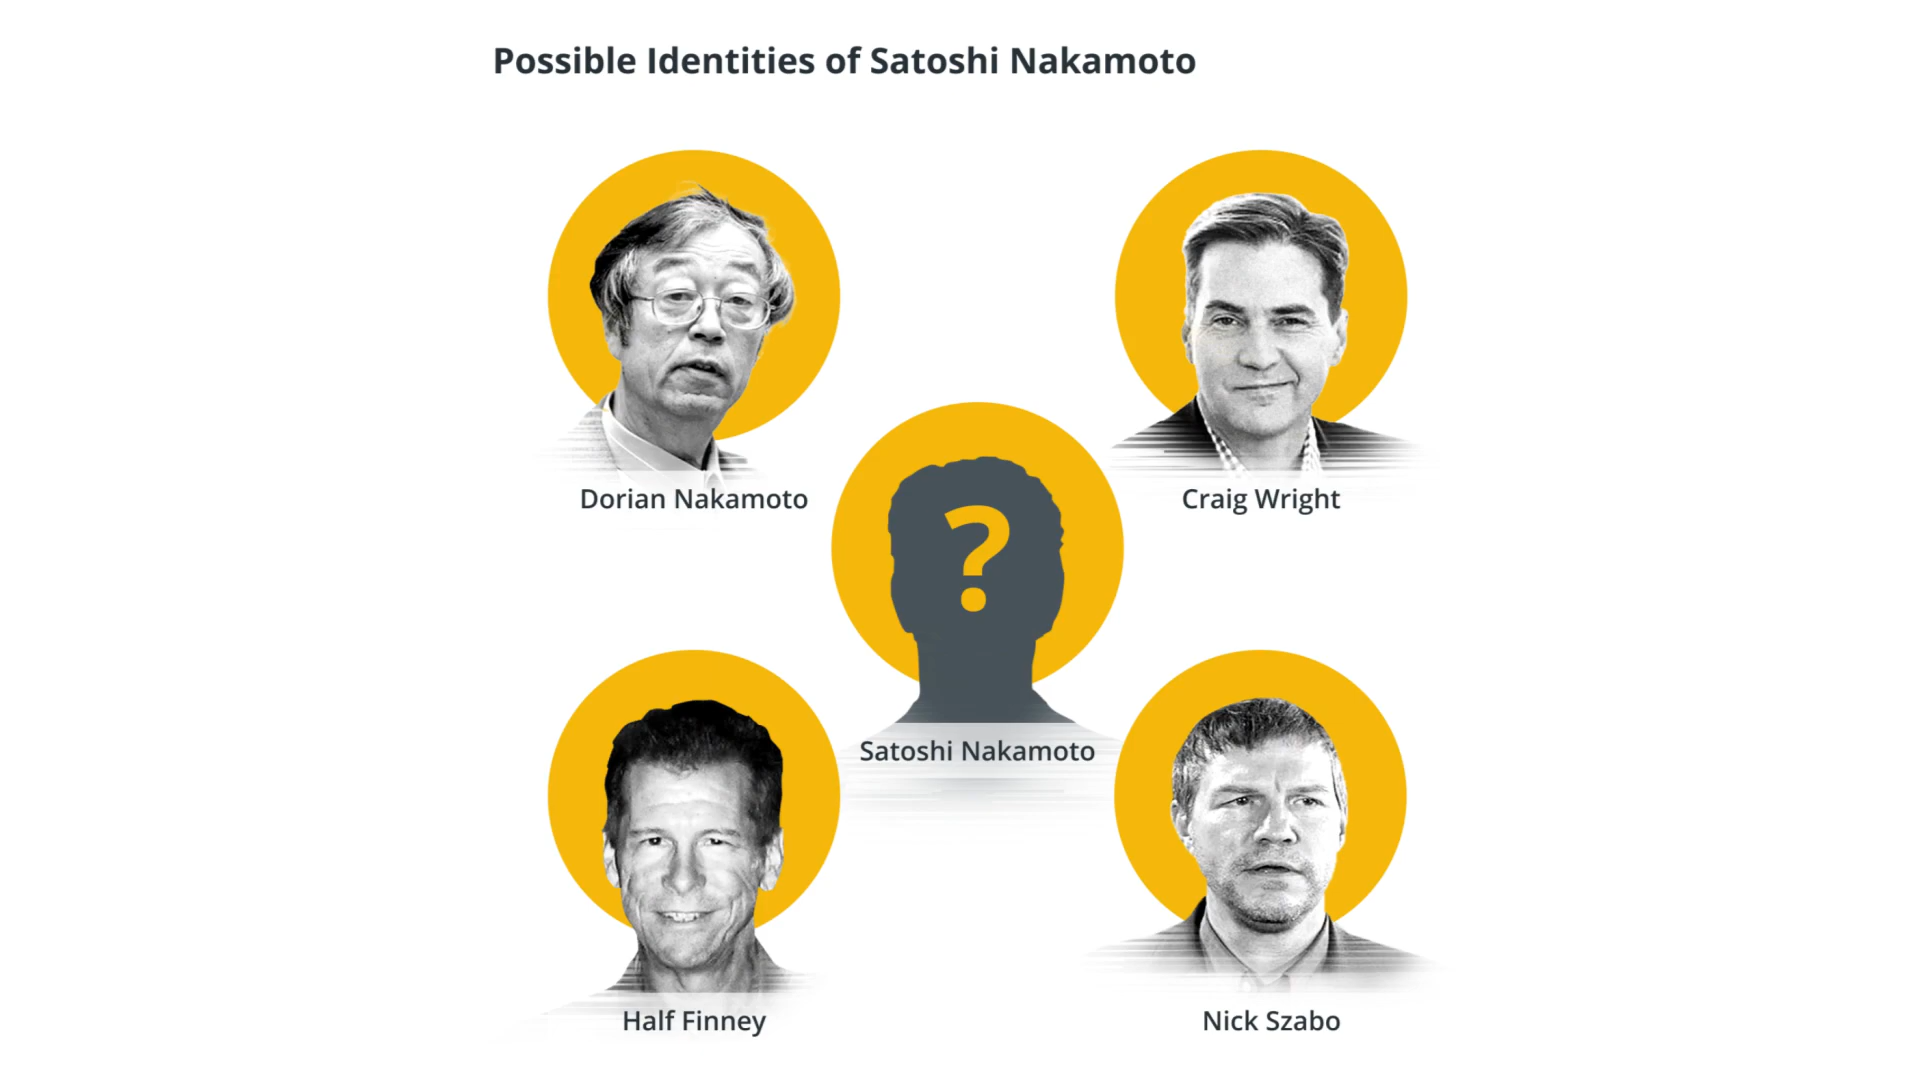 Possible Identities of Satoshi Nakamoto
Dorian Nakamoto
Craig Wright
?
Satoshi Nakamoto
Half Finney
Nick Szabo